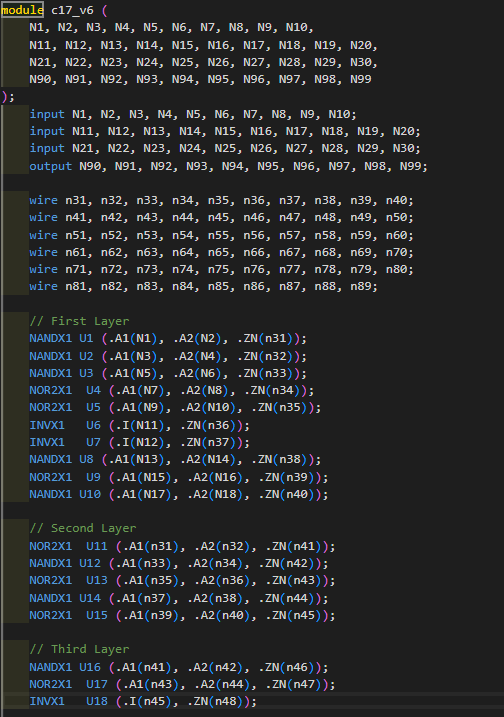 module c17_v6 (
N1, N2, N3, N4, N5, N6, N7, N8, N9, N10,
N11, N12, N13, N14, N15, N16, N17, N18, N19, N20,
N21, N22, N23, N24, N25, N26, N27, N28, N29, N30,
N90, N91, N92, N93, N94, N95, N96, N97, N98, N99
);
input N1, N2, N3, N4, N5, N6, N7, N8, N9, N10;
input N11, N12, N13, N14, N15, N16, N17, N18, N19, N20;
input N21, N22, N23, N24, N25, N26, N27, N28, N29, N30;
output N90, N91, N92, N93, N94, N95, N96, N97, N98, N99;
wire n31, n32, n33, n34, n35, n36, n37, n38, n39, n40;
wire n41, n42, n43, n44, n45, n46, n47, n48, n49, n50;
wire n51, n52, n53, n54, n55, n56, n57, n58, n59, n60;
wire n61, n62, n63, n64, n65, n66, n67, n68, n69, n70;
wire n71, n72, n73, n74, n75, n76, n77, n78, n79, n80;
wire n81, n82, n83, n84, n85, n86, n87, n88, n89;
// First Layer
NANDX1 U1 (.A1(N1), .A2(N2), .ZN(n31));
NANDX1 U2 (.A1(N3), .A2(N4), .ZN(n32));
NANDX1 U3 (.A1(N5), .A2(N6), .ZN(n33));
NOR2X1  U4 (.A1(N7), .A2(N8), .ZN(n34));
NOR2X1  U5 (.A1(N9), .A2(N10), .ZN(n35));
INVX1   U6 (.I(N11), .ZN(n36));
INVX1   U7 (.I(N12), .ZN(n37));
NANDX1 U8 (.A1(N13), .A2(N14), .ZN(n38));
NOR2X1  U9 (.A1(N15), .A2(N16), .ZN(n39));
NANDX1 U10 (.A1(N17), .A2(N18), .ZN(n40));
// Second Layer
NOR2X1  U11 (.A1(n31), .A2(n32), .ZN(n41));
NANDX1 U12 (.A1(n33), .A2(n34), .ZN(n42));
NOR2X1  U13 (.A1(n35), .A2(n36), .ZN(n43));
NANDX1 U14 (.A1(n37), .A2(n38), .ZN(n44));
NOR2X1  U15 (.A1(n39), .A2(n40), .ZN(n45));
// Third Layer
NANDX1 U16 (.A1(n41), .A2(n42), .ZN(n46));
NOR2X1  U17 (.A1(n43), .A2(n44), .ZN(n47));
INVX1   U18 (.I(n45), .ZN(n48));